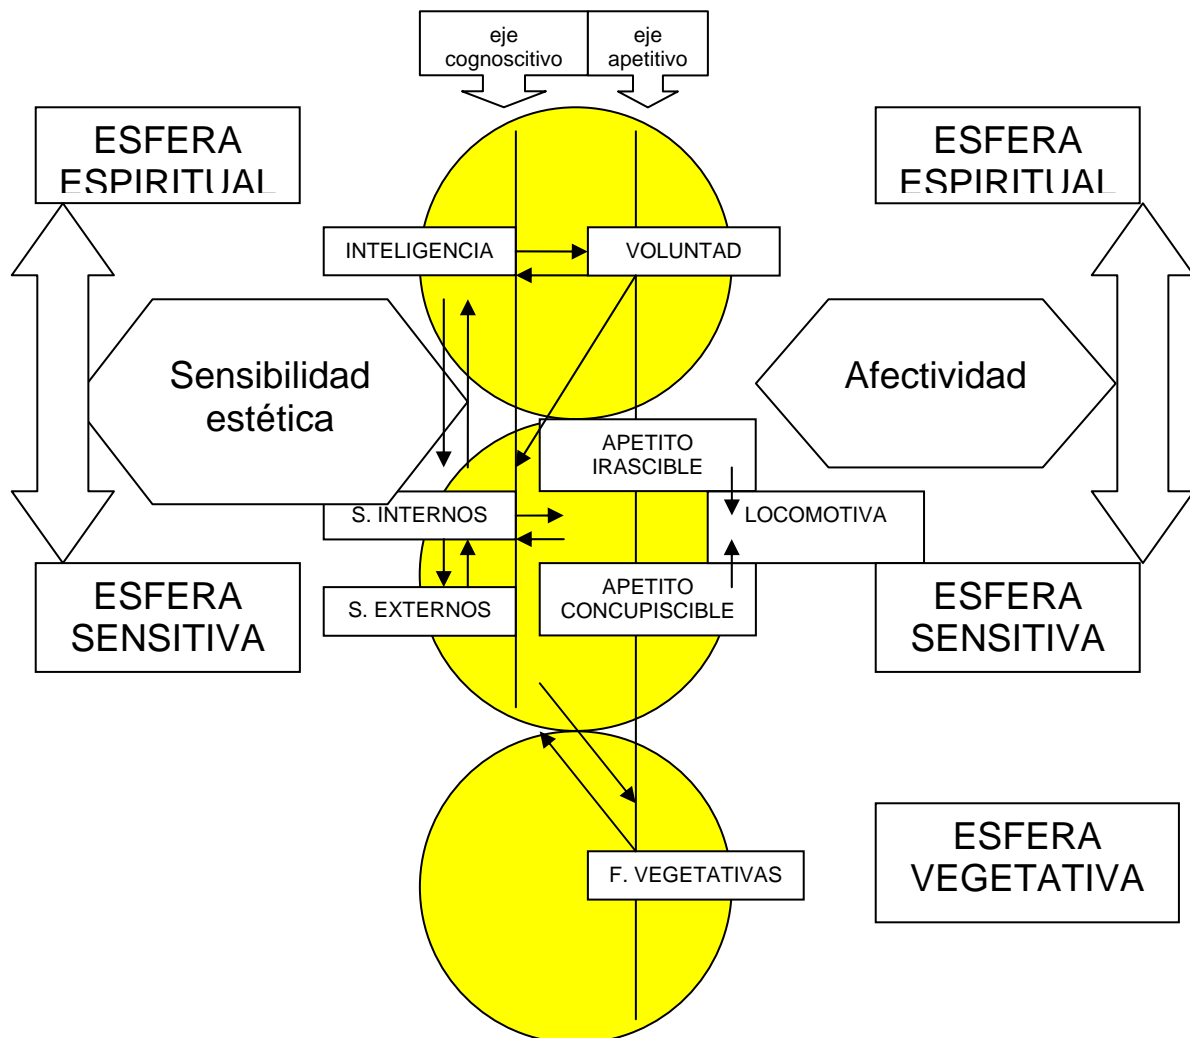 eje
cognoscitivo
eje
apetitivo
ESFERA
ESPIRITUAL
ESFERA
ESPIRITUAL
INTELIGENCIA
VOLUNTAD
Sensibilidad
estética
Afectividad
APETITO
IRASCIBLE
S. INTERNOS
LOCOMOTIVA
ESFERA
SENSITIVA
S. EXTERNOS
APETITO
CONCUPISCIBLE
ESFERA
SENSITIVA
F. VEGETATIVAS
ESFERA
VEGETATIVA